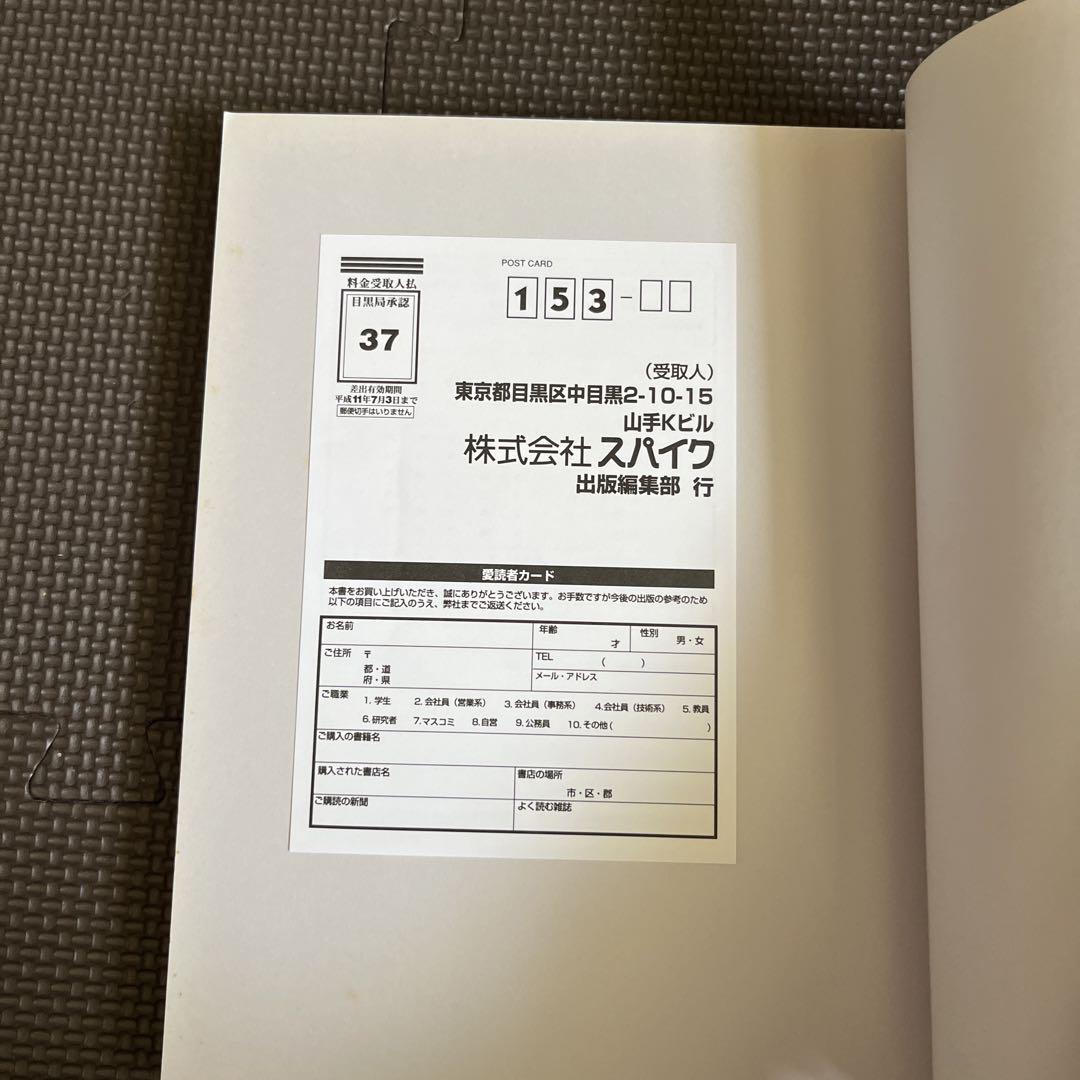 POST CARD
料金受取人払
目黒局承認
37
差出有効期間
平成11年7月3日まで
郵便切手はいりません
153-
（受取人）
東京都目黒区中目黒2-10-15
山手Kビル
株式会社 スパイク
出版編集部 行
愛読者カード
本書をお買い上げいただき、誠にありがとうございます。お手数ですが今後の出版の参考のため
以下の項目にご記入のうえ、弊社までご返送ください。
お名前
年齢 才
性別 男・女
ご住所 〒
都・道
府・県
TEL ( )
メール・アドレス
ご職業 1. 学生 2. 会社員（営業系） 3. 会社員（事務系） 4.会社員（技術系） 5. 教員
6. 研究者 7.マスコミ 8.自営 9. 公務員 10. その他( )
ご購入の書籍名
購入された書店名
書店の場所
市・区・郡
ご購読の新聞
よく読む雑誌